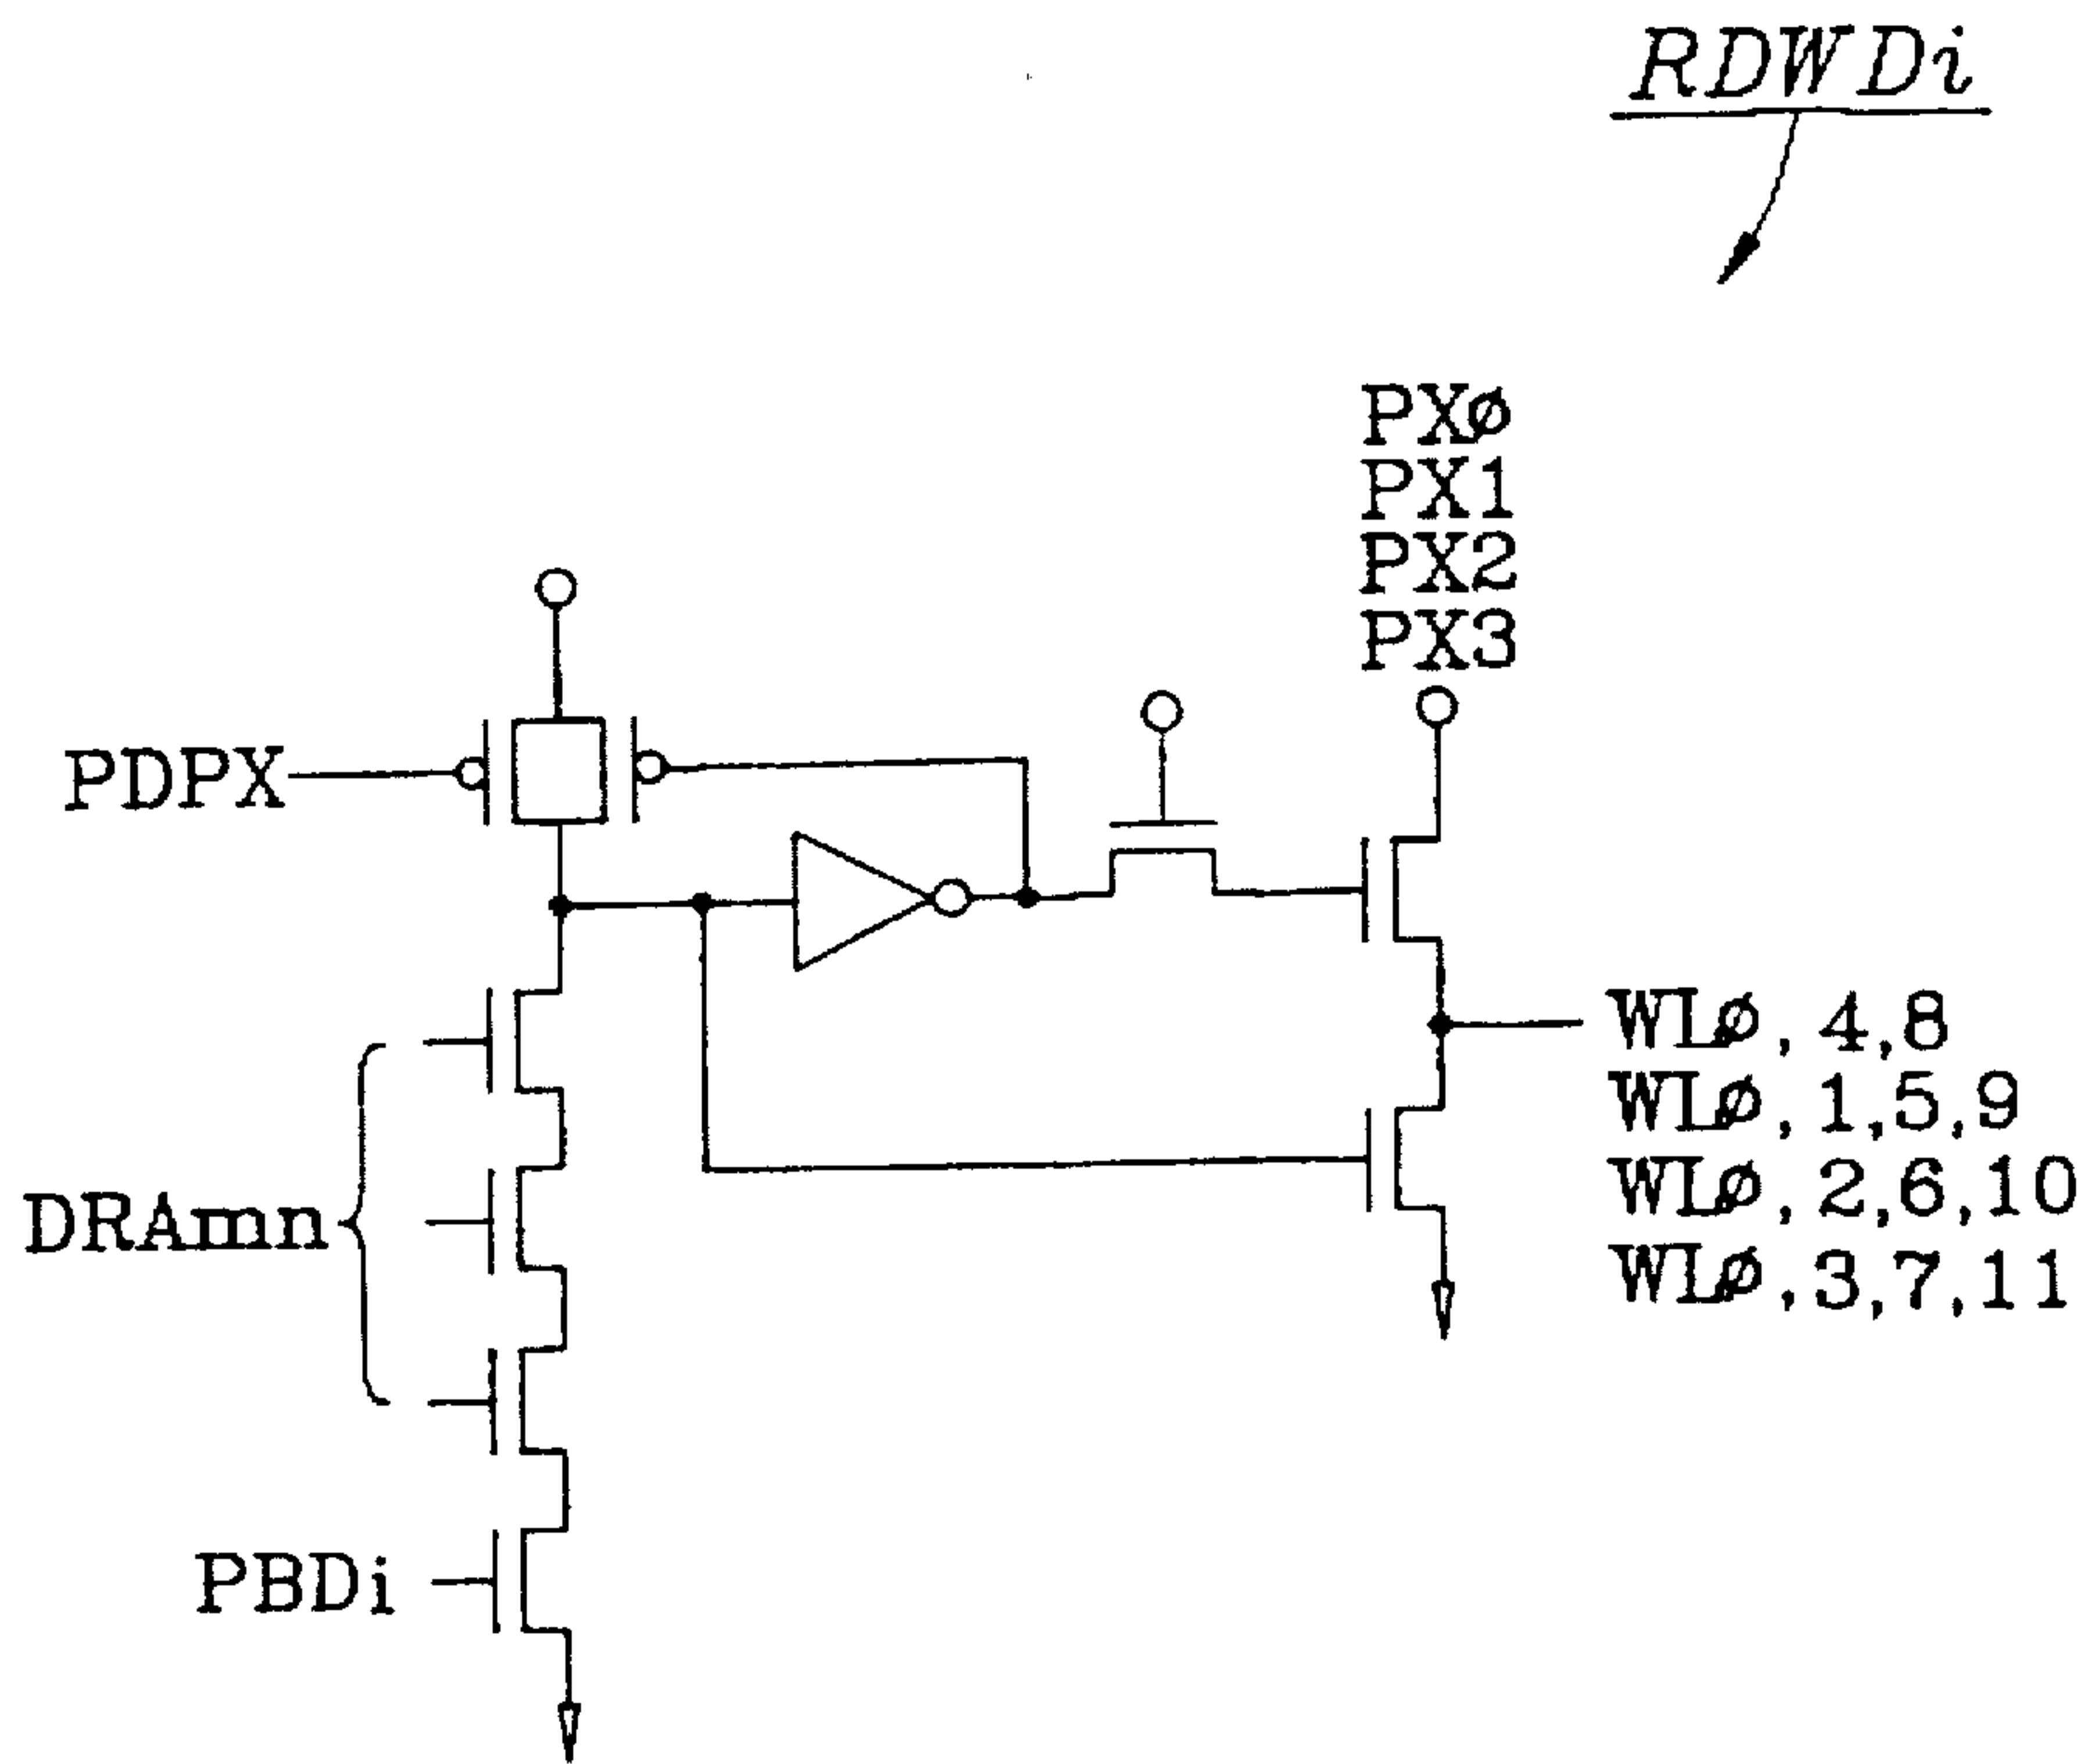 RDWDi
PXø
PX1
PX2
PX3
PDPX
WLø, 4,8
WLø, 1,5,9
WLø, 2,6,10
WLø, 3,7,11
DRAmn
PBDi